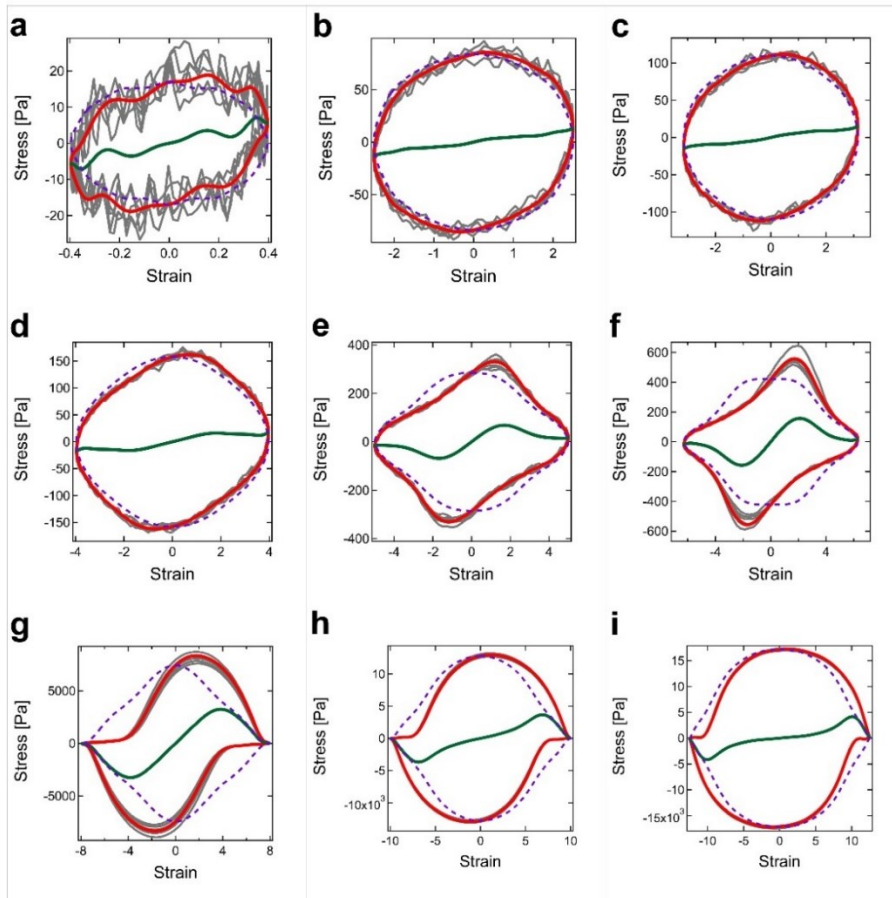 a
b
c
Stress [Pa]
20
10
0
-10
-20
-0.4 -0.2 0.0 0.2 0.4
Strain
Stress [Pa]
50
0
-50
-2 -1 0 1 2
Strain
Stress [Pa]
100
50
0
-50
-100
-2 0 2
Strain
d
e
f
Stress [Pa]
150
100
50
0
-50
-100
-150
-4 -2 0 2 4
Strain
Stress [Pa]
400
200
0
-200
-400
-4 -2 0 2 4
Strain
Stress [Pa]
600
400
200
0
-200
-400
-600
-4 0 4
Strain
g
h
i
Stress [Pa]
5000
0
-5000
-8 -4 0 4 8
Strain
Stress [Pa]
10
5
0
-5
-10x10³
-10 -5 0 5 10
Strain
Stress [Pa]
15
10
5
0
-5
-10
-15x10³
-10 -5 0 5 10
Strain